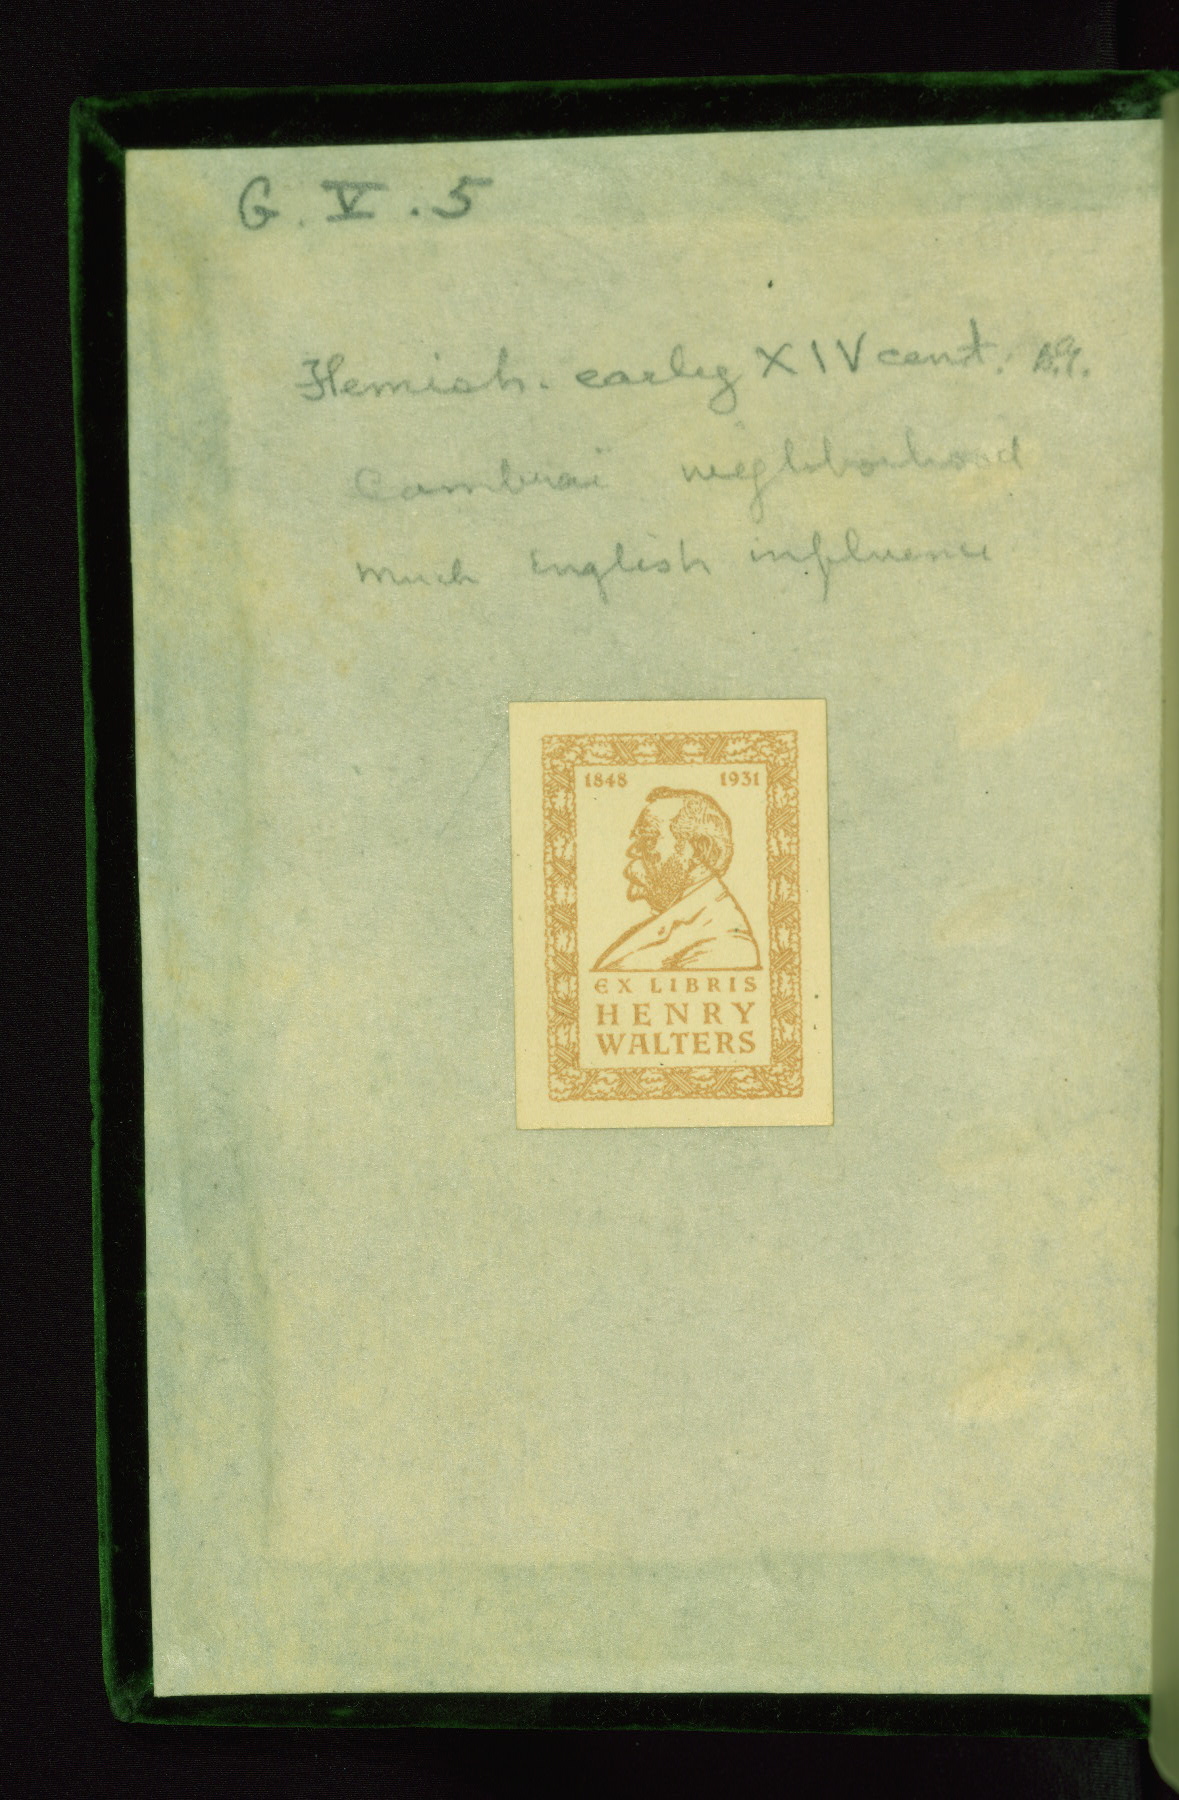 G. V. 5
Flemish. early XIV cent.
Cambrai neighborhood
much English influence
1848 1931
EX LIBRIS
HENRY
WALTERS